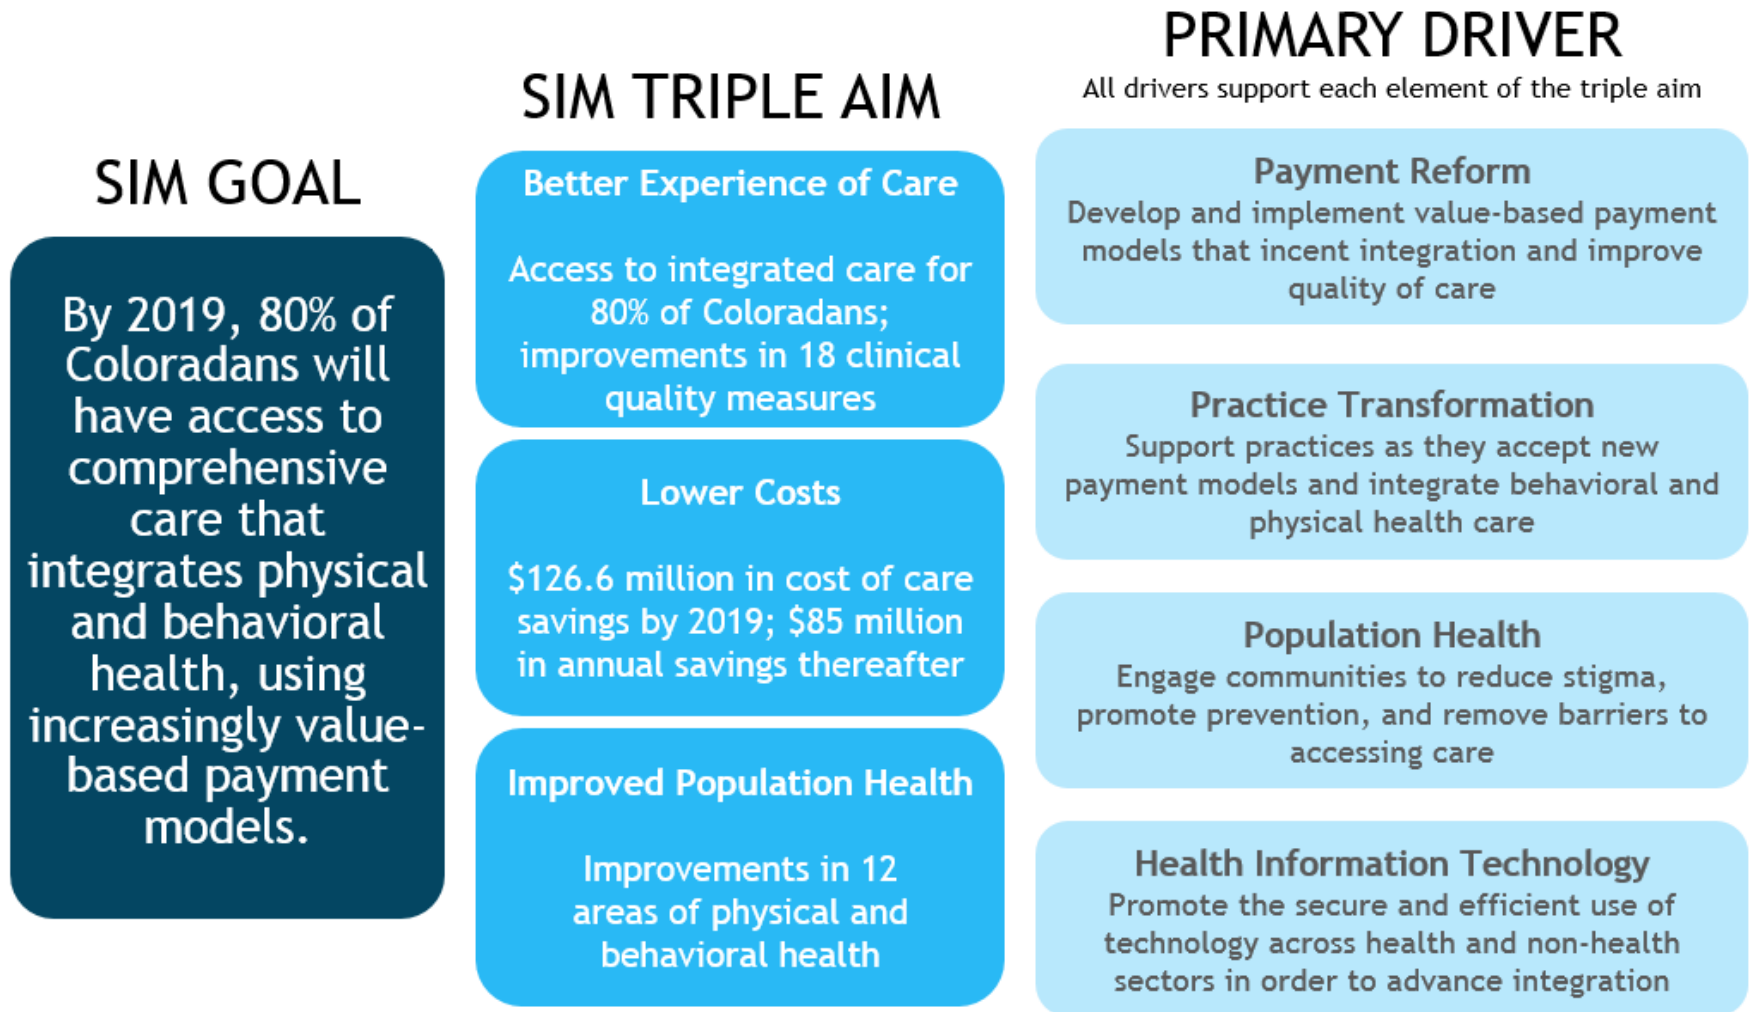 SIM GOAL
By 2019, 80% of
Coloradans will
have access to
comprehensive
care that
integrates physical
and behavioral
health, using
increasingly value-
based payment
models.
SIM TRIPLE AIM
Better Experience of Care
Access to integrated care for
80% of Coloradans;
improvements in 18 clinical
quality measures
Lower Costs
$126.6 million in cost of care
savings by 2019; $85 million
in annual savings thereafter
Improved Population Health
Improvements in 12
areas of physical and
behavioral health
PRIMARY DRIVER
All drivers support each element of the triple aim
Payment Reform
Develop and implement value-based payment
models that incent integration and improve
quality of care
Practice Transformation
Support practices as they accept new
payment models and integrate behavioral and
physical health care
Population Health
Engage communities to reduce stigma,
promote prevention, and remove barriers to
accessing care
Health Information Technology
Promote the secure and efficient use of
technology across health and non-health
sectors in order to advance integration